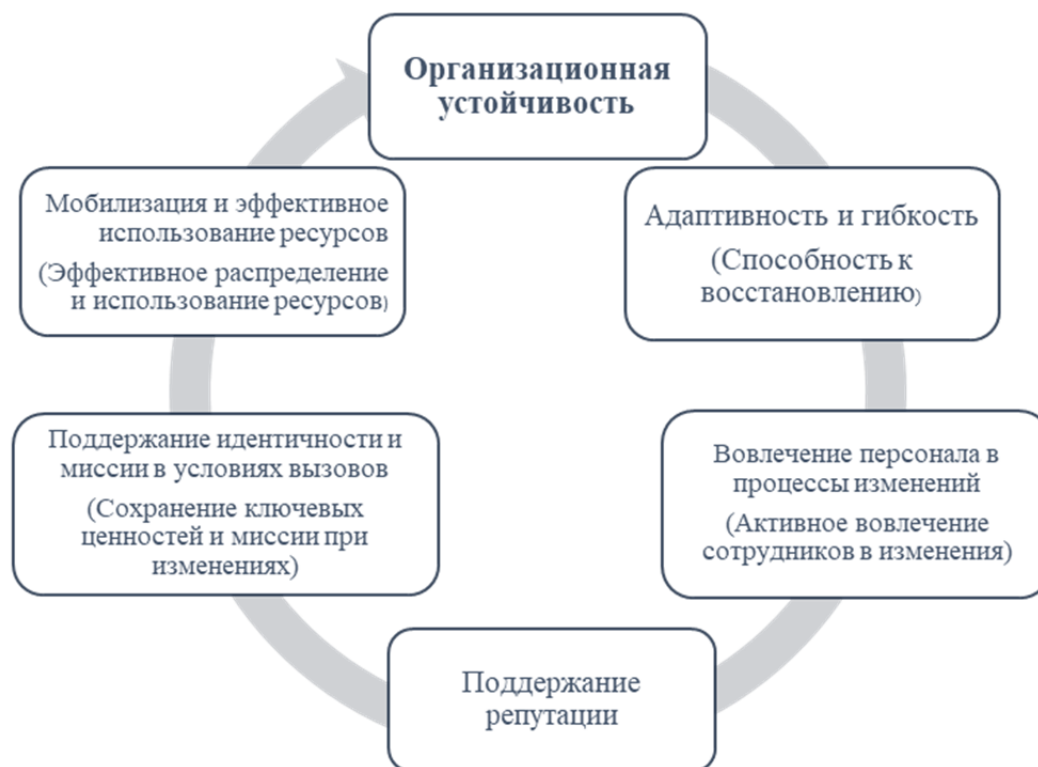 Организационная
устойчивость
Адаптивность и гибкость
(Способность к
восстановлению)
Вовлечение персонала в
процессы изменений
(Активное вовлечение
сотрудников в изменения)
Поддержание
репутации
Поддержание идентичности и
миссии в условиях вызовов
(Сохранение ключевых
ценностей и миссии при
изменениях)
Мобилизация и эффективное
использование ресурсов
(Эффективное распределение
и использование ресурсов)